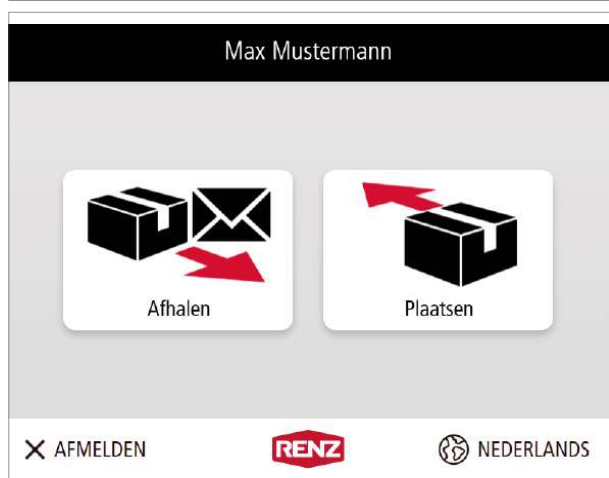 Max Mustermann
Afhalen
Plaatsen
AFMELDEN
RENZ
NEDERLANDS